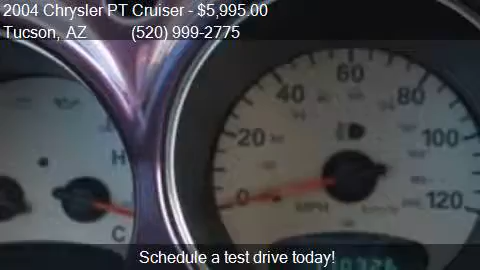 2004 Chrysler PT Cruiser - $5,995.00
Tucson, AZ (520) 999-2775
60
40 80
20 100
H
0 120
MPH km/h
C
Schedule a test drive today!